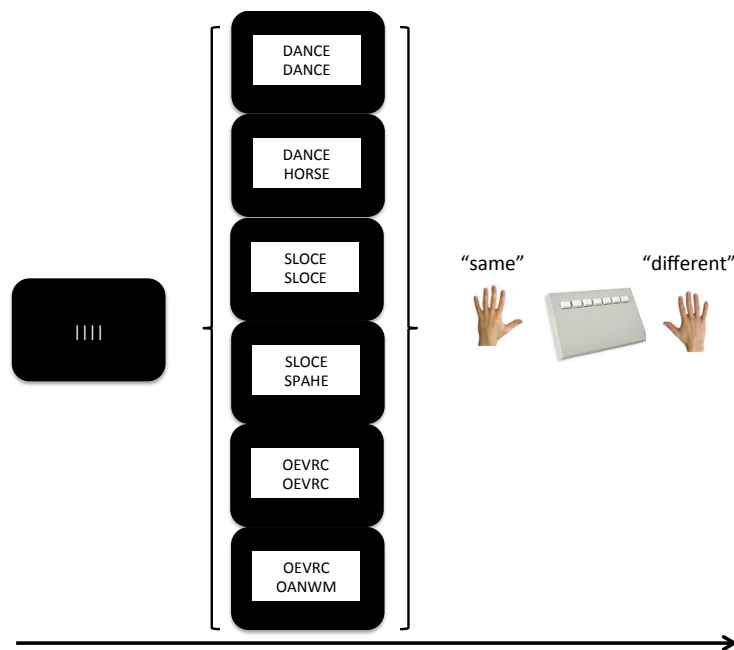 ||||
DANCE
DANCE
DANCE
HORSE
SLOCE
SLOCE
SLOCE
SPAHE
OEVRC
OEVRC
OEVRC
OANWM
“same”
“different”